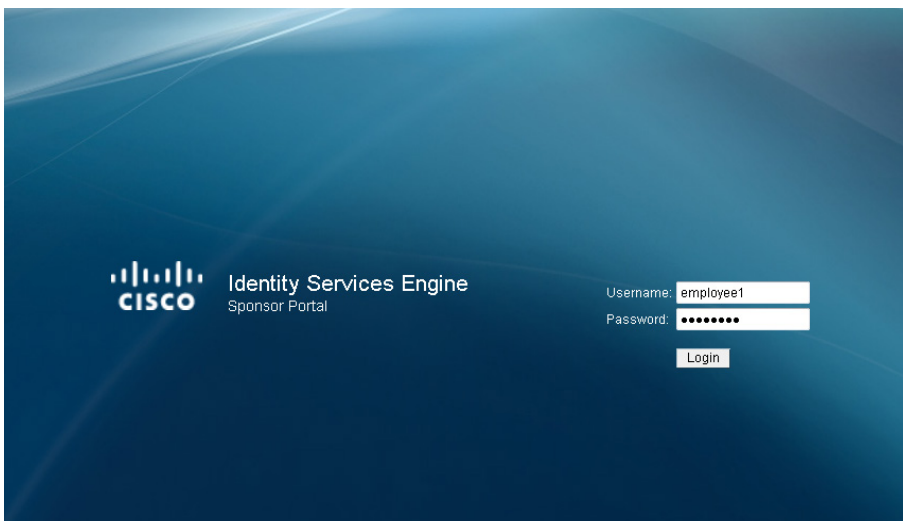 CISCO
Identity Services Engine
Sponsor Portal
Username: employee1
Password: ••••••••
Login